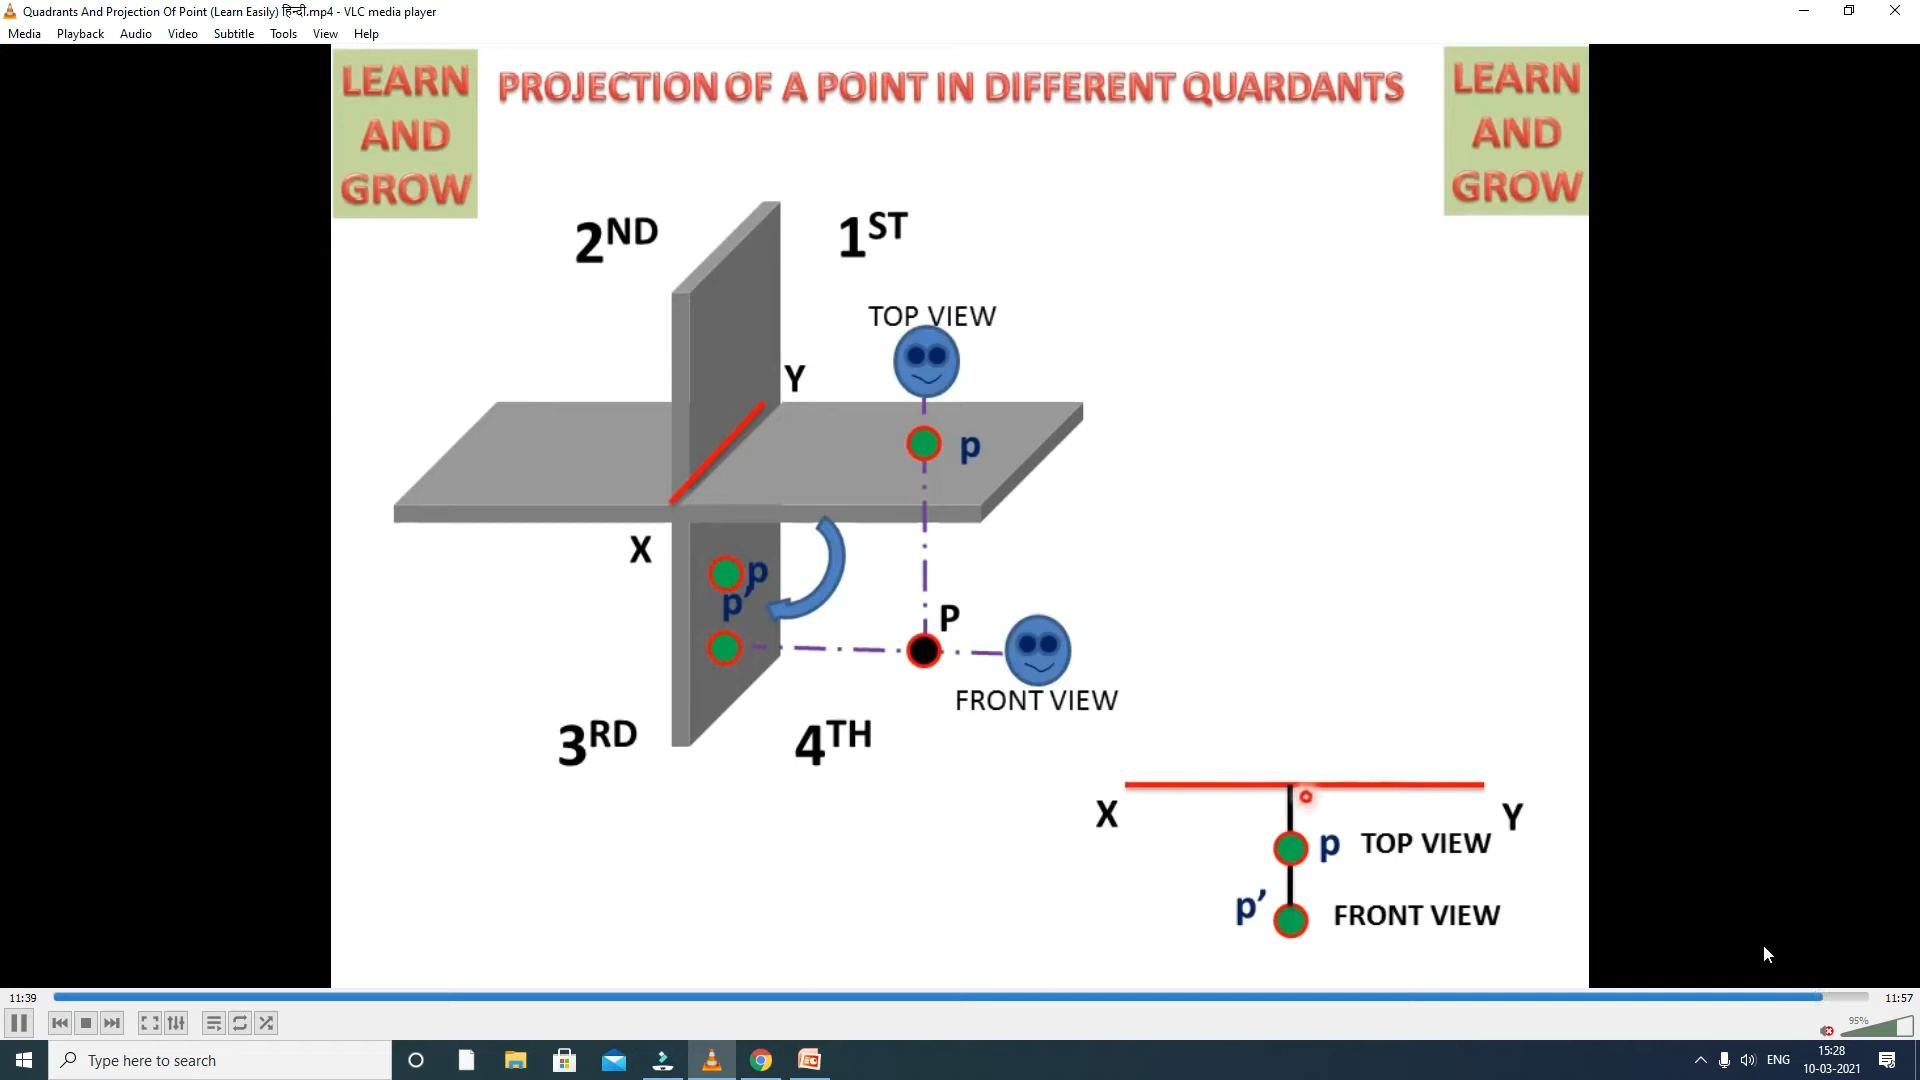 Quadrants And Projection Of Point (Learn Easily) हिन्दी.mp4 - VLC media player
Media Playback Audio Video Subtitle Tools View Help
LEARN
AND
GROW
PROJECTION OF A POINT IN DIFFERENT QUARDANTS
LEARN
AND
GROW
2ND
1ST
TOP VIEW
Y
p
X
p
p′
P
FRONT VIEW
3RD
4TH
X
Y
p TOP VIEW
p′ FRONT VIEW
11:39
11:57
95%
Type here to search
ENG
15:28
10-03-2021